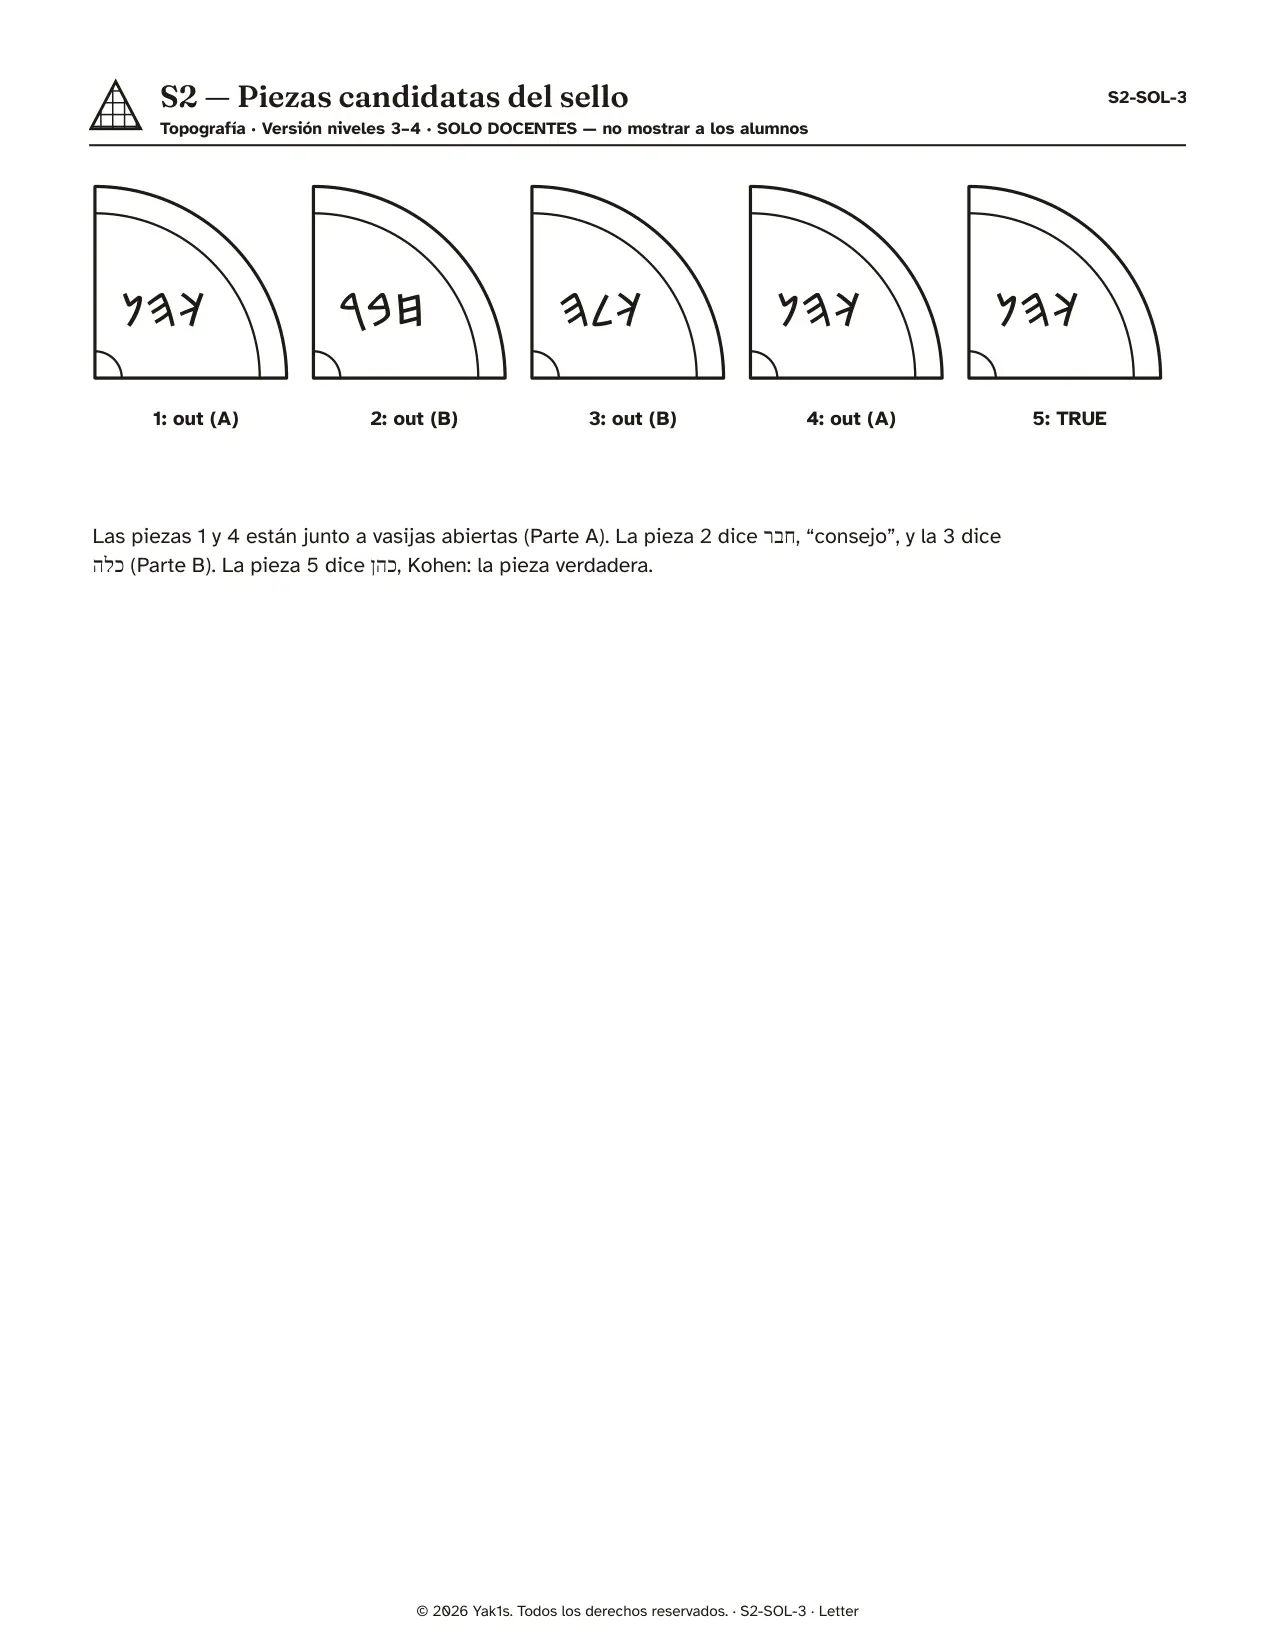 S2 — Piezas candidatas del sello
S2-SOL-3
Topografía · Versión niveles 3–4 · SOLO DOCENTES — no mostrar a los alumnos
𐤊𐤄𐤍
𐤇𐤁𐤓
𐤊𐤋𐤄
𐤊𐤄𐤍
𐤊𐤄𐤍
1: out (A)
2: out (B)
3: out (B)
4: out (A)
5: TRUE
Las piezas 1 y 4 están junto a vasijas abiertas (Parte A). La pieza 2 dice חבר, “consejo”, y la 3 dice
כלה (Parte B). La pieza 5 dice כהן, Kohen: la pieza verdadera.
© 2026 Yak1s. Todos los derechos reservados. · S2-SOL-3 · Letter